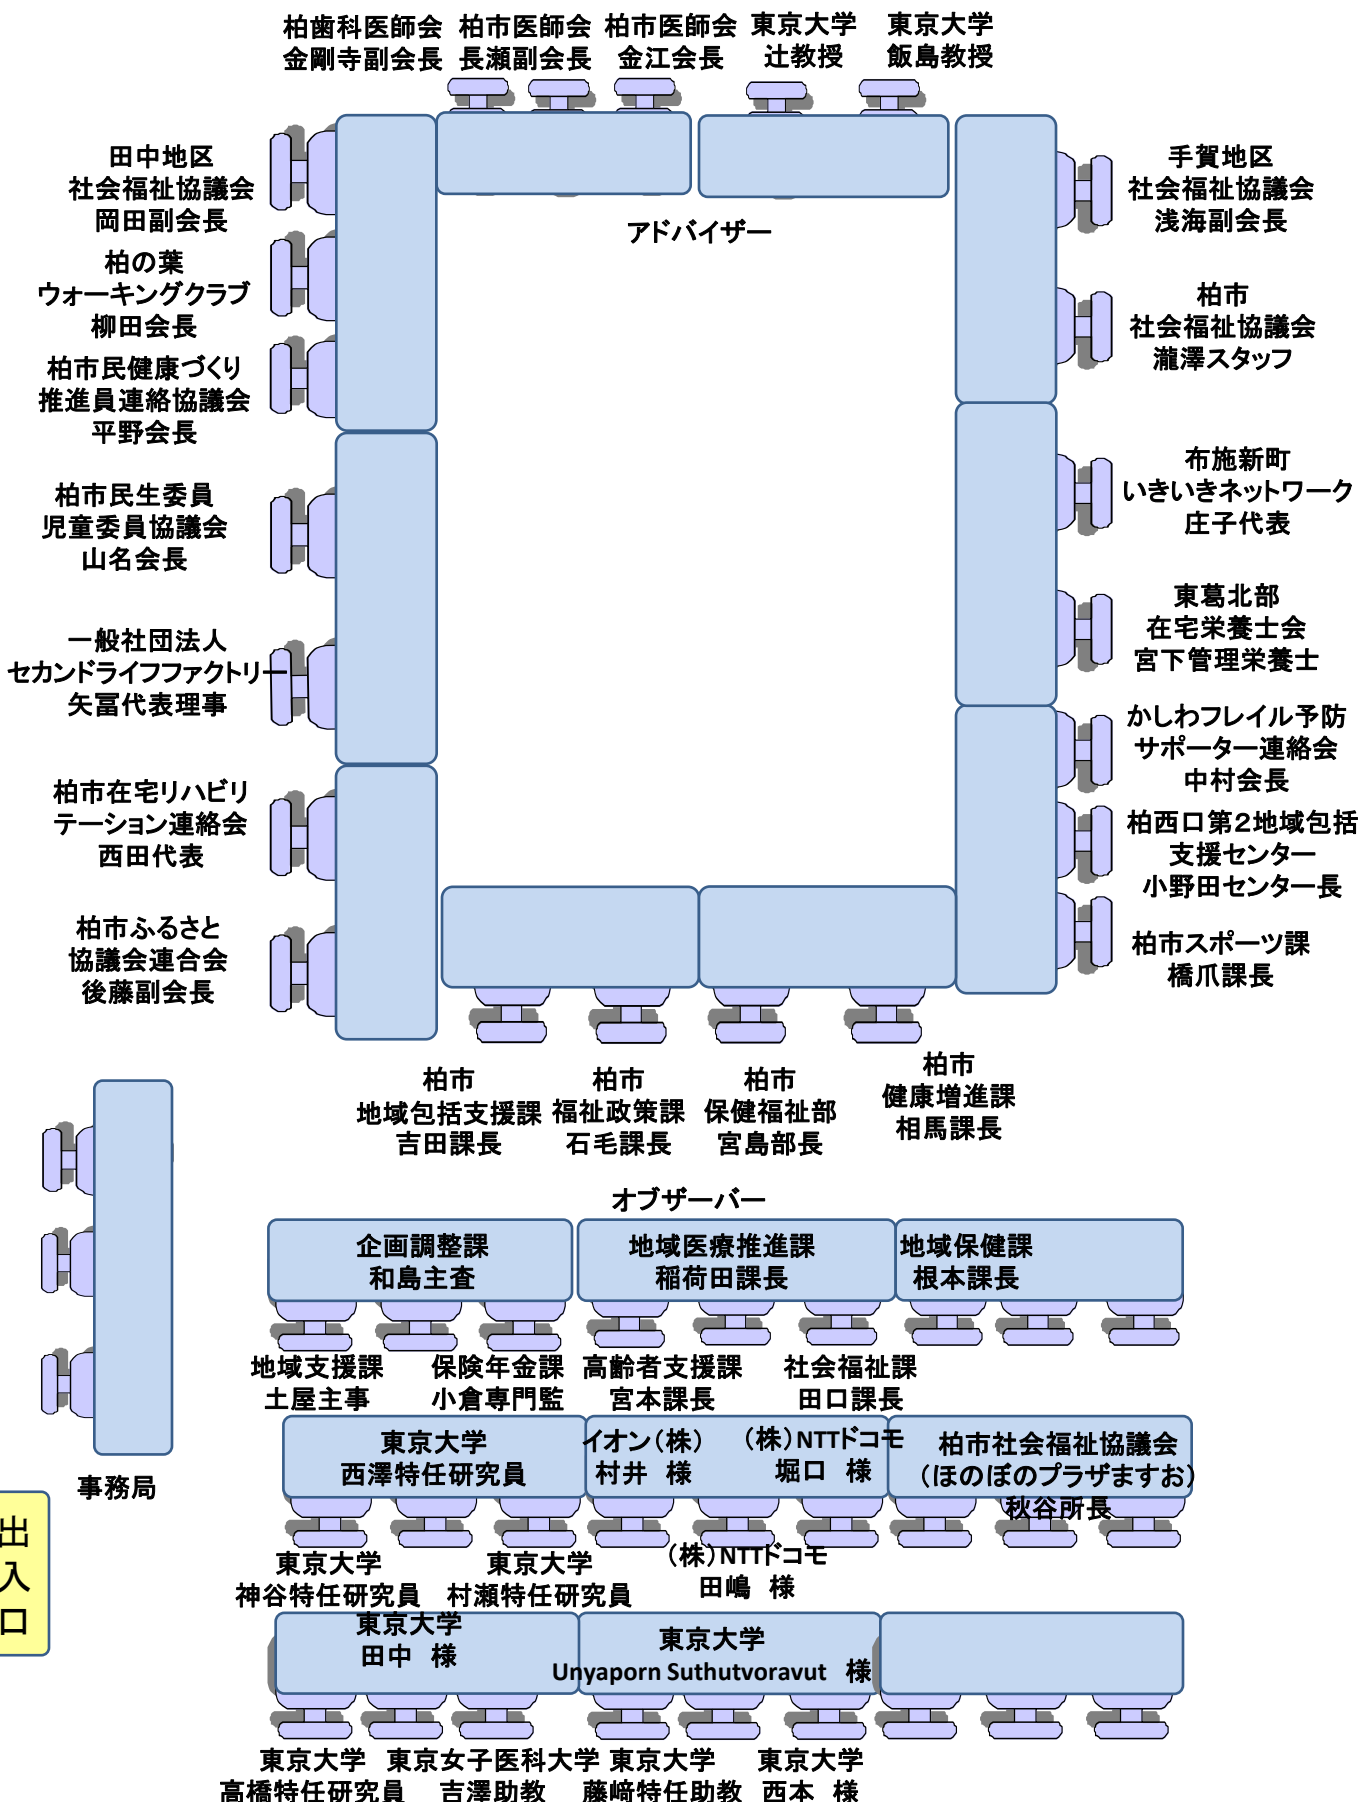 柏歯科医師会
金剛寺副会長
柏市医師会
長瀬副会長
柏市医師会
金江会長
東京大学
辻教授
東京大学
飯島教授
アドバイザー
田中地区
社会福祉協議会
岡田副会長
柏の葉
ウォーキングクラブ
柳田会長
柏市民健康づくり
推進員連絡協議会
平野会長
柏市民生委員
児童委員協議会
山名会長
一般社団法人
セカンドライフファクトリー
矢冨代表理事
柏市在宅リハビリ
テーション連絡会
西田代表
柏市ふるさと
協議会連合会
後藤副会長
手賀地区
社会福祉協議会
浅海副会長
柏市
社会福祉協議会
瀧澤スタッフ
布施新町
いきいきネットワーク
庄子代表
東葛北部
在宅栄養士会
宮下管理栄養士
かしわフレイル予防
サポーター連絡会
中村会長
柏西口第2地域包括
支援センター
小野田センター長
柏市スポーツ課
橋爪課長
柏市
地域包括支援課
吉田課長
柏市
福祉政策課
石毛課長
柏市
保健福祉部
宮島部長
柏市
健康増進課
相馬課長
事務局
出
入
口
オブザーバー
企画調整課
和島主査
地域医療推進課
稲荷田課長
地域保健課
根本課長
地域支援課
土屋主事
保険年金課
小倉専門監
高齢者支援課
宮本課長
社会福祉課
田口課長
東京大学
西澤特任研究員
イオン（株）
村井 様
（株）NTTドコモ
堀口 様
柏市社会福祉協議会
（ほのぼのプラザますお）
秋谷所長
東京大学
神谷特任研究員
東京大学
村瀬特任研究員
（株）NTTドコモ
田嶋 様
東京大学
田中 様
東京大学
Unyaporn Suthutvoravut 様
東京大学
高橋特任研究員
東京女子医科大学
吉澤助教
東京大学
藤﨑特任助教
東京大学
西本 様